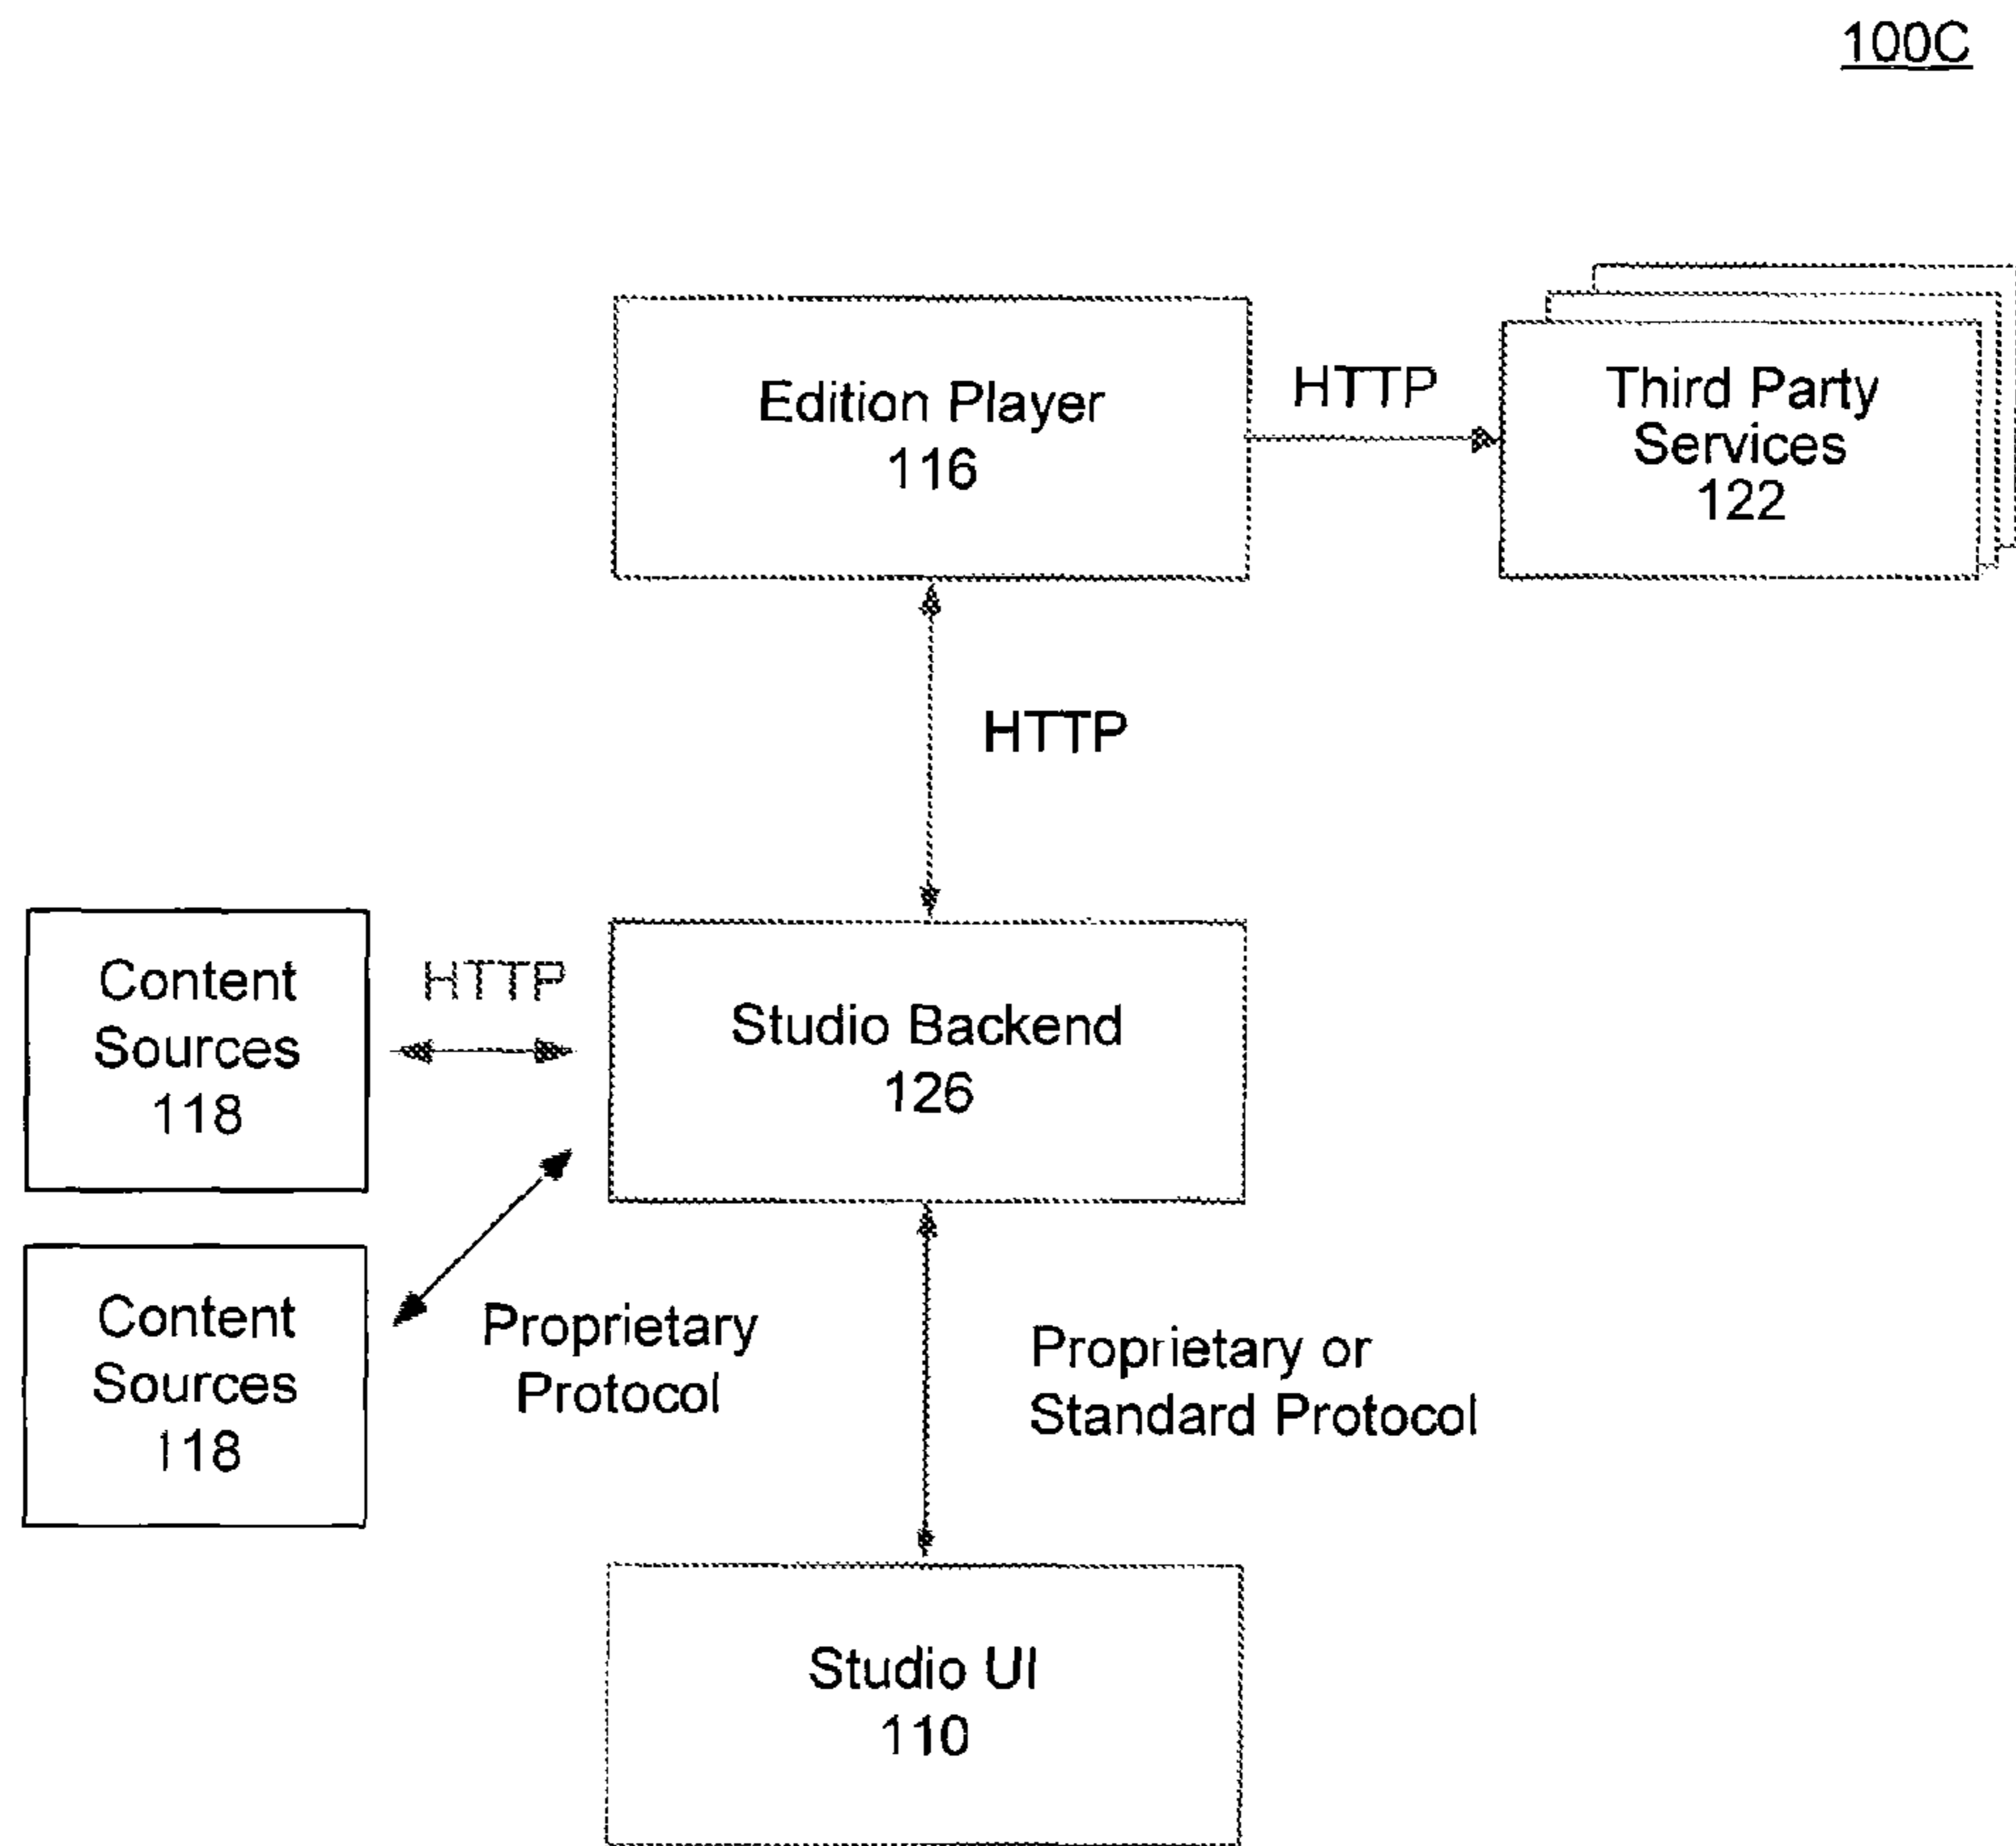 100C
Edition Player
116
HTTP
Third Party
Services
122
HTTP
Content
Sources
118
HTTP
Studio Backend
126
Content
Sources
118
Proprietary
Protocol
Proprietary or
Standard Protocol
Studio UI
110